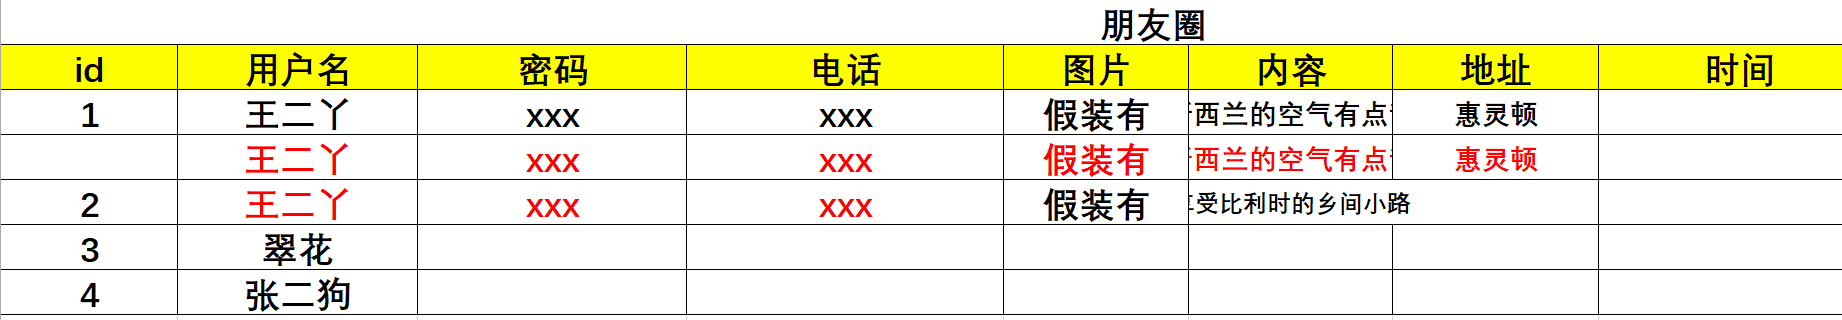 朋友圈
id 用户名 密码 电话 图片 内容 地址 时间
1 王二丫 xxx xxx 假装有 西兰的空气有点 惠灵顿
王二丫 xxx xxx 假装有 西兰的空气有点 惠灵顿
2 王二丫 xxx xxx 假装有 受比利时的乡间小路
3 翠花
4 张二狗